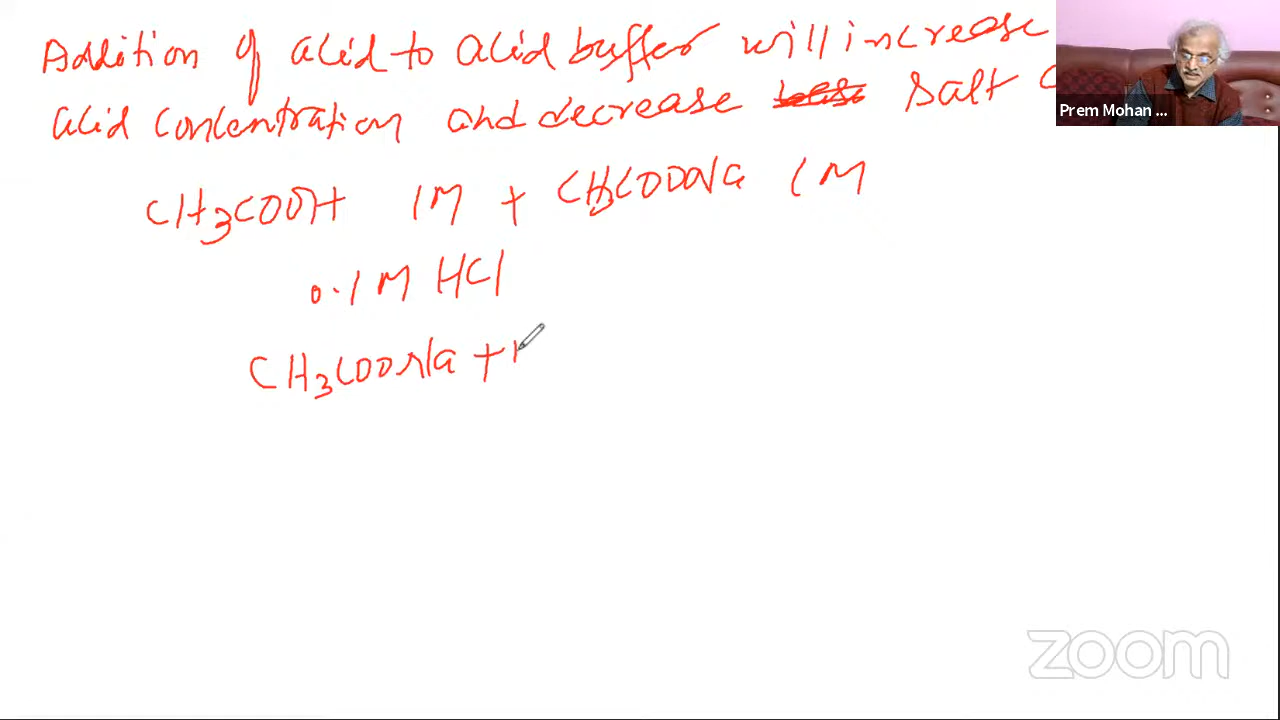 Addition of acid to acid buffer will increase
acid concentration and decrease salt
CH3COOH 1M + CH3COONa 1M
0.1 M HCl
CH3COONa +
Prem Mohan ...
zoom